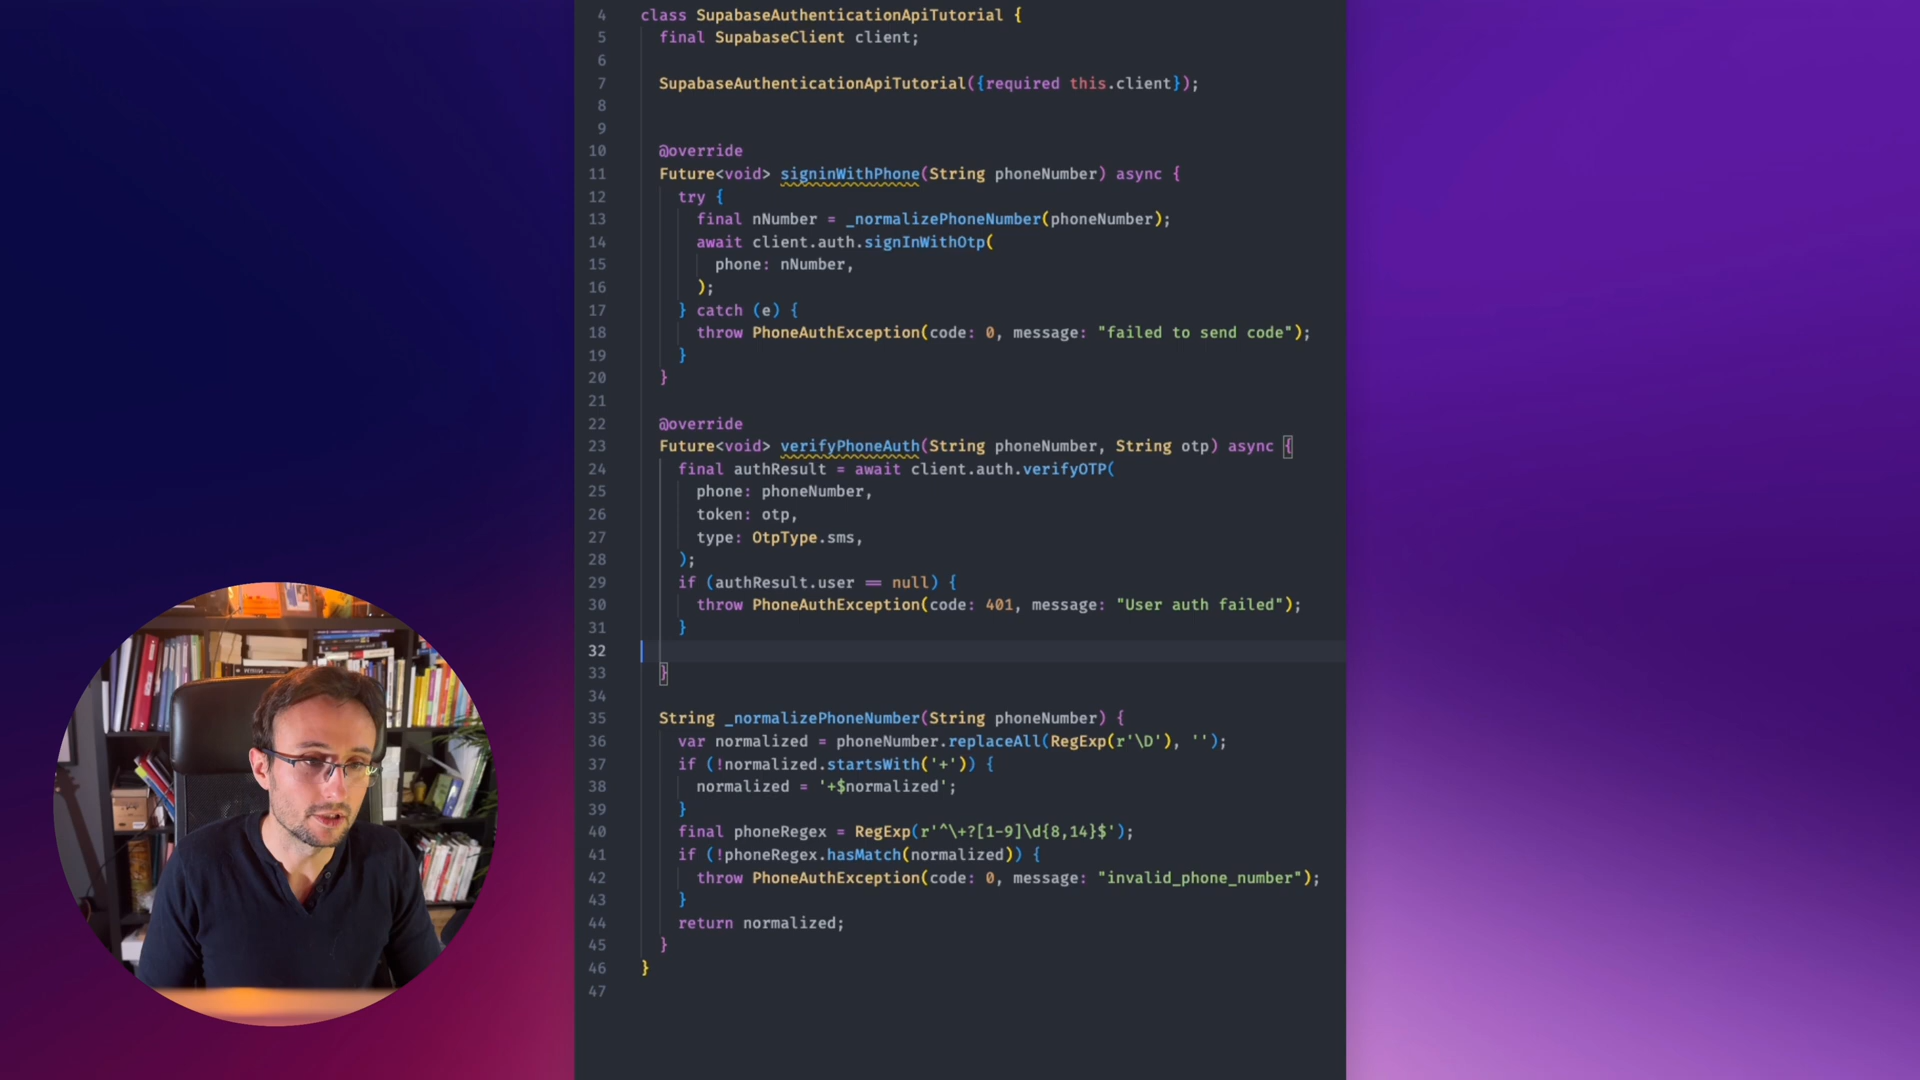 4 class SupabaseAuthenticationApiTutorial {
5 final SupabaseClient client;
6
7 SupabaseAuthenticationApiTutorial({required this.client});
8
9
10 @override
11 Future<void> signinWithPhone(String phoneNumber) async {
12 try {
13 final nNumber = _normalizePhoneNumber(phoneNumber);
14 await client.auth.signInWithOtp(
15 phone: nNumber,
16 );
17 } catch (e) {
18 throw PhoneAuthException(code: 0, message: "failed to send code");
19 }
20 }
21
22 @override
23 Future<void> verifyPhoneAuth(String phoneNumber, String otp) async {
24 final authResult = await client.auth.verifyOTP(
25 phone: phoneNumber,
26 token: otp,
27 type: OtpType.sms,
28 );
29 if (authResult.user == null) {
30 throw PhoneAuthException(code: 401, message: "User auth failed");
31 }
32
33 }
34
35 String _normalizePhoneNumber(String phoneNumber) {
36 var normalized = phoneNumber.replaceAll(RegExp(r'\D'), '');
37 if (!normalized.startsWith('+')) {
38 normalized = '+$normalized';
39 }
40 final phoneRegex = RegExp(r'^\+?[1-9]\d{8,14}$');
41 if (!phoneRegex.hasMatch(normalized)) {
42 throw PhoneAuthException(code: 0, message: "invalid_phone_number");
43 }
44 return normalized;
45 }
46 }
47